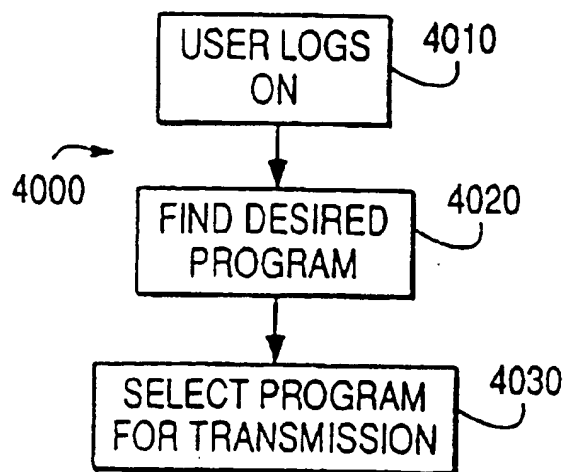 USER LOGS
ON
4010
4000
FIND DESIRED
PROGRAM
4020
SELECT PROGRAM
FOR TRANSMISSION
4030